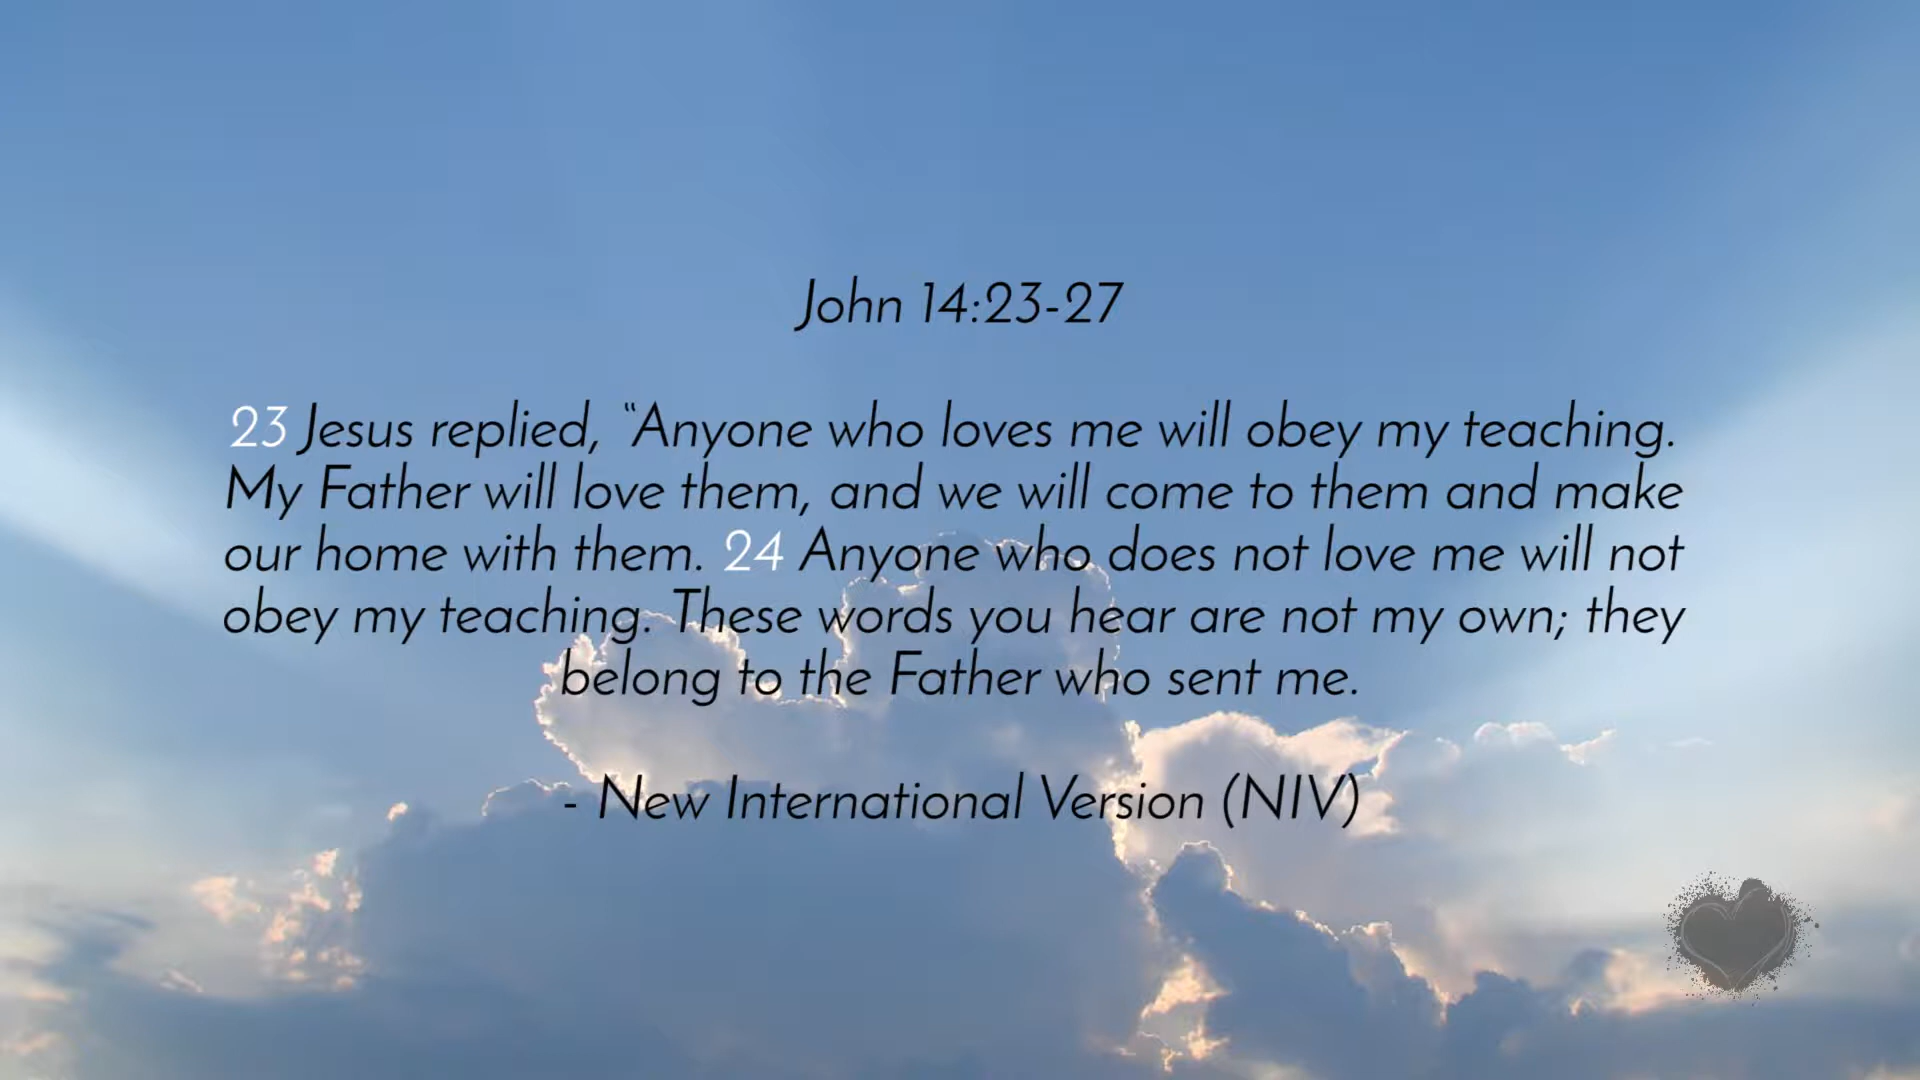 John 14:23-27
23 Jesus replied, “Anyone who loves me will obey my teaching.
My Father will love them, and we will come to them and make
our home with them. 24 Anyone who does not love me will not
obey my teaching. These words you hear are not my own; they
belong to the Father who sent me.
- New International Version (NIV)